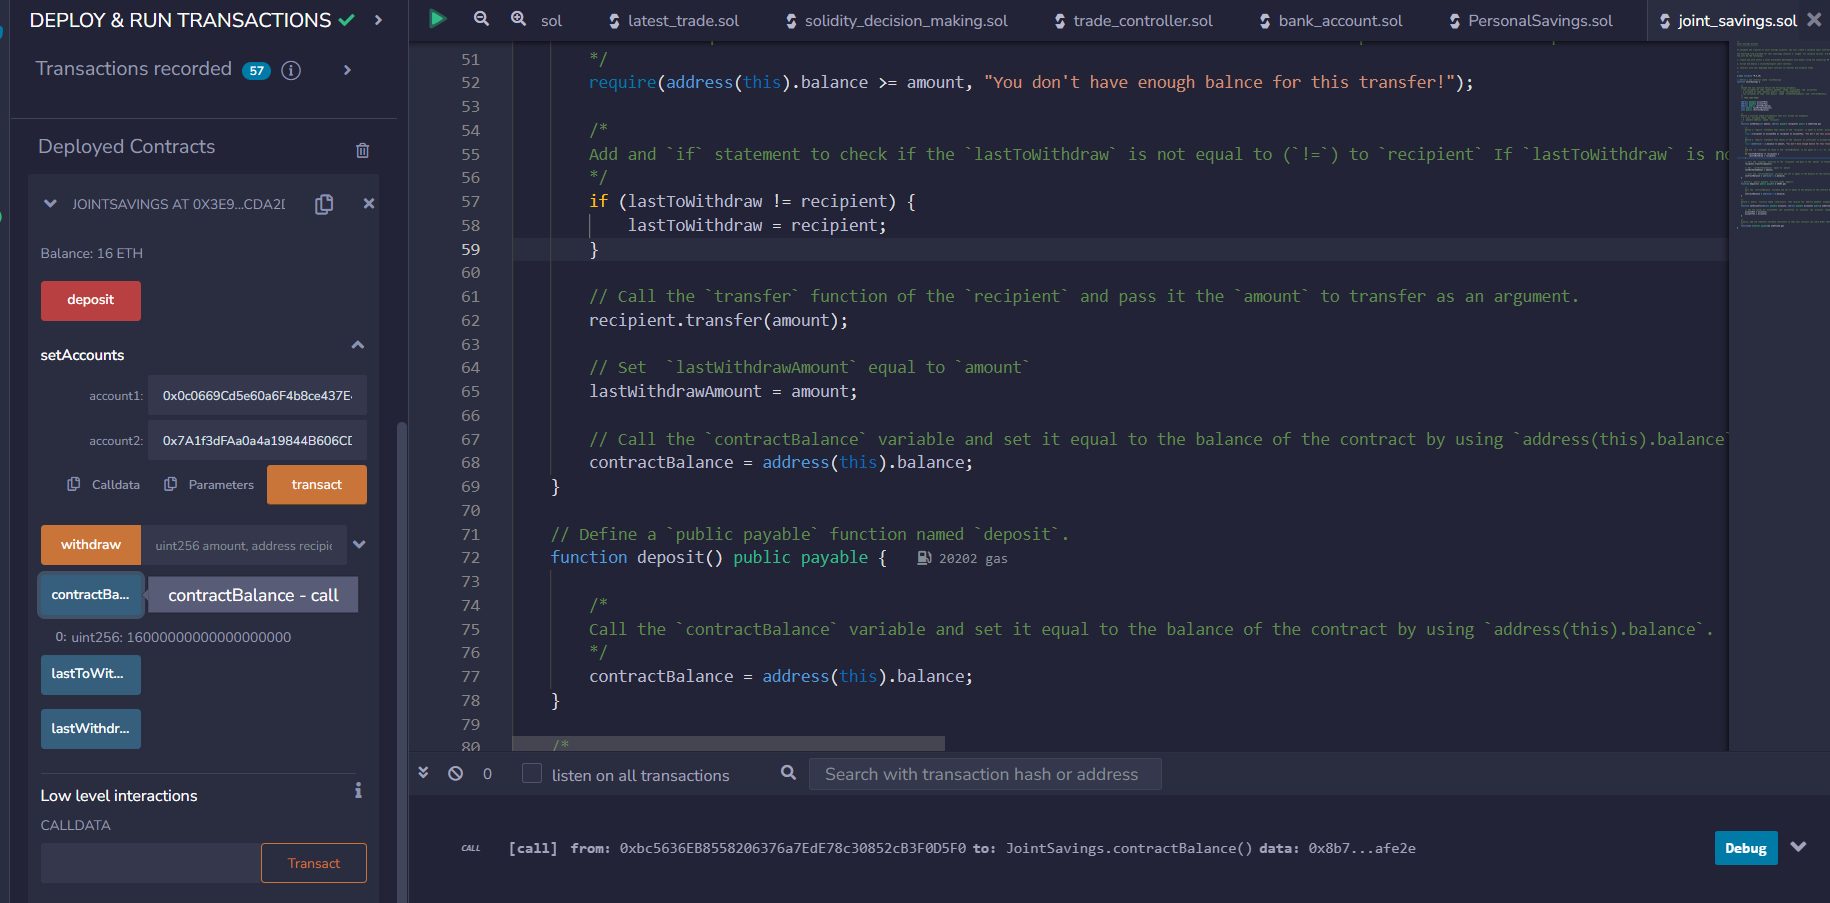 DEPLOY & RUN TRANSACTIONS
Transactions recorded 57
Deployed Contracts
JOINTSAVINGS AT 0X3E9...CDA2D
Balance: 16 ETH
deposit
setAccounts
account1: 0x0c0669Cd5e60a6F4b8ce437E
account2: 0x7A1f3dFAa0a4a19844B606CD
Calldata Parameters transact
withdraw uint256 amount, address recipie
contractBa... contractBalance - call
0: uint256: 16000000000000000000
lastToWit...
lastWithdr...
Low level interactions
CALLDATA
Transact
sol latest_trade.sol solidity_decision_making.sol trade_controller.sol bank_account.sol PersonalSavings.sol joint_savings.sol
51 */
52 require(address(this).balance >= amount, "You don't have enough balnce for this transfer!");
53
54 /*
55 Add and `if` statement to check if the `lastToWithdraw` is not equal to (`!=`) to `recipient` If `lastToWithdraw` is no
56 */
57 if (lastToWithdraw != recipient) {
58 lastToWithdraw = recipient;
59 }
60
61 // Call the `transfer` function of the `recipient` and pass it the `amount` to transfer as an argument.
62 recipient.transfer(amount);
63
64 // Set  `lastWithdrawAmount` equal to `amount`
65 lastWithdrawAmount = amount;
66
67 // Call the `contractBalance` variable and set it equal to the balance of the contract by using `address(this).balance`
68 contractBalance = address(this).balance;
69 }
70
71 // Define a `public payable` function named `deposit`.
72 function deposit() public payable { 20202 gas
73
74 /*
75 Call the `contractBalance` variable and set it equal to the balance of the contract by using `address(this).balance`.
76 */
77 contractBalance = address(this).balance;
78 }
79
80 /*
0 listen on all transactions Search with transaction hash or address
CALL [call] from: 0xbc5636EB8558206376a7EdE78c30852cB3F0D5F0 to: JointSavings.contractBalance() data: 0x8b7...afe2e Debug